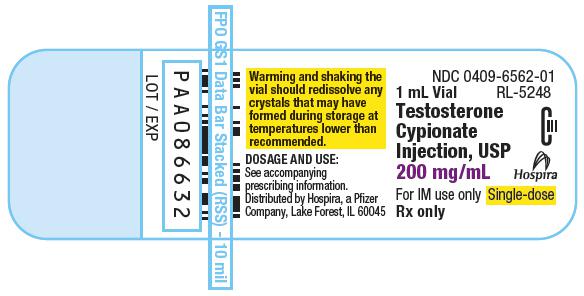 LOT / EXP
PAA086632
FPO GS1 Data Bar Stacked (RSS) - 10 mil
Warning and shaking the
vial should redissolve any
crystals that may have
formed during storage at
temperatures lower than
recommended.
DOSAGE AND USE:
See accompanying
prescribing information.
Distributed by Hospira, a Pfizer
Company, Lake Forest, IL 60045
NDC 0409-6562-01
1 mL Vial RL-5248
Testosterone
Cypionate
Injection, USP
CIII
200 mg/mL
Hospira
For IM use only Single-dose
Rx only